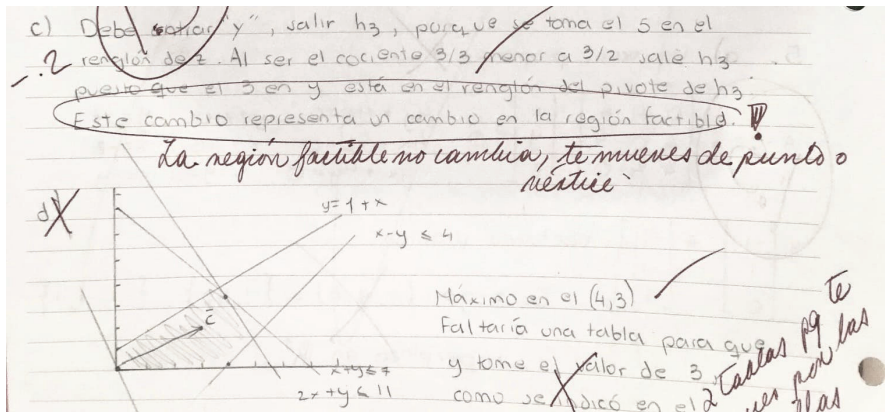 c) Debe entrar "y", salir h3, porque se toma el 5 en el
-.2 renglón de z. Al ser el cociente 3/3 menor a 3/2 sale h3
puesto que el 3 en y está en el renglón del pivote de h3.
Este cambio representa un cambio en la región factible.
La región factible no cambia, te mueves de punto o
vértice
d)
y=1+x
x-y ≤ 4
c
x+y≤7
2x+y≤11
Máximo en el (4,3)
Faltaría una tabla para que
y tome el valor de 3,
como se indicó en el
2 Tablas pq te
por las